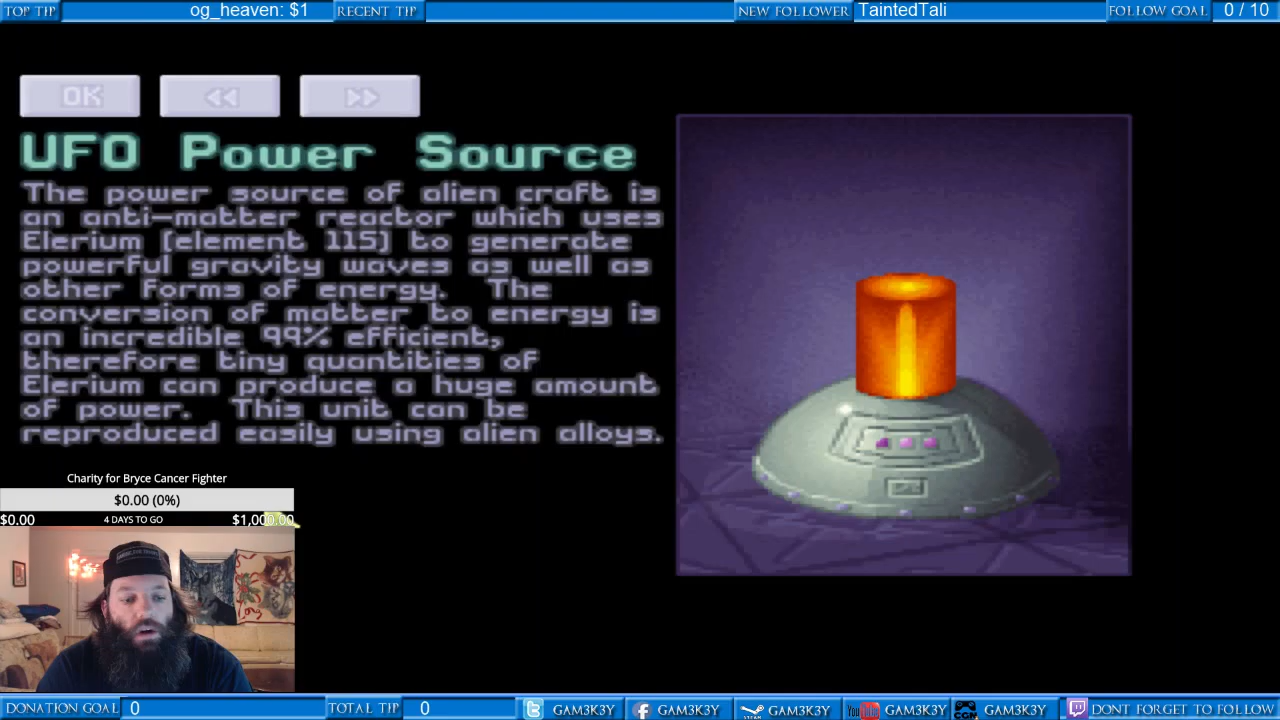 TOP TIP og_heaven: $1 RECENT TIP NEW FOLLOWER TaintedTali FOLLOW GOAL 0 / 10
OK
UFO Power Source
The power source of alien craft is
an anti-matter reactor which uses
Elerium [element 115] to generate
powerful gravity waves as well as
other forms of energy. The
conversion of matter to energy is
an incredible 99% efficient,
therefore tiny quantities of
Elerium can produce a huge amount
of power. This unit can be
reproduced easily using alien alloys.
Charity for Bryce Cancer Fighter
$0.00 (0%)
$0.00 4 DAYS TO GO $1,000.00
DONATION GOAL 0 TOTAL TIP 0 GAM3K3Y GAM3K3Y STEAM GAM3K3Y YouTube GAM3K3Y GAM3K3Y DONT FORGET TO FOLLOW